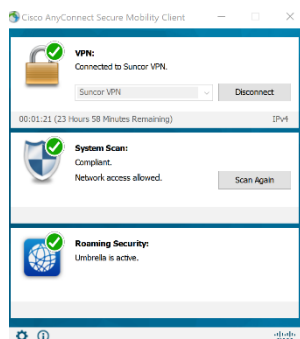 Cisco AnyConnect Secure Mobility Client
VPN:
Connected to Suncor VPN.
Suncor VPN
Disconnect
00:01:21 (23 Hours 58 Minutes Remaining)
IPv4
System Scan:
Compliant.
Network access allowed.
Scan Again
Roaming Security:
Umbrella is active.